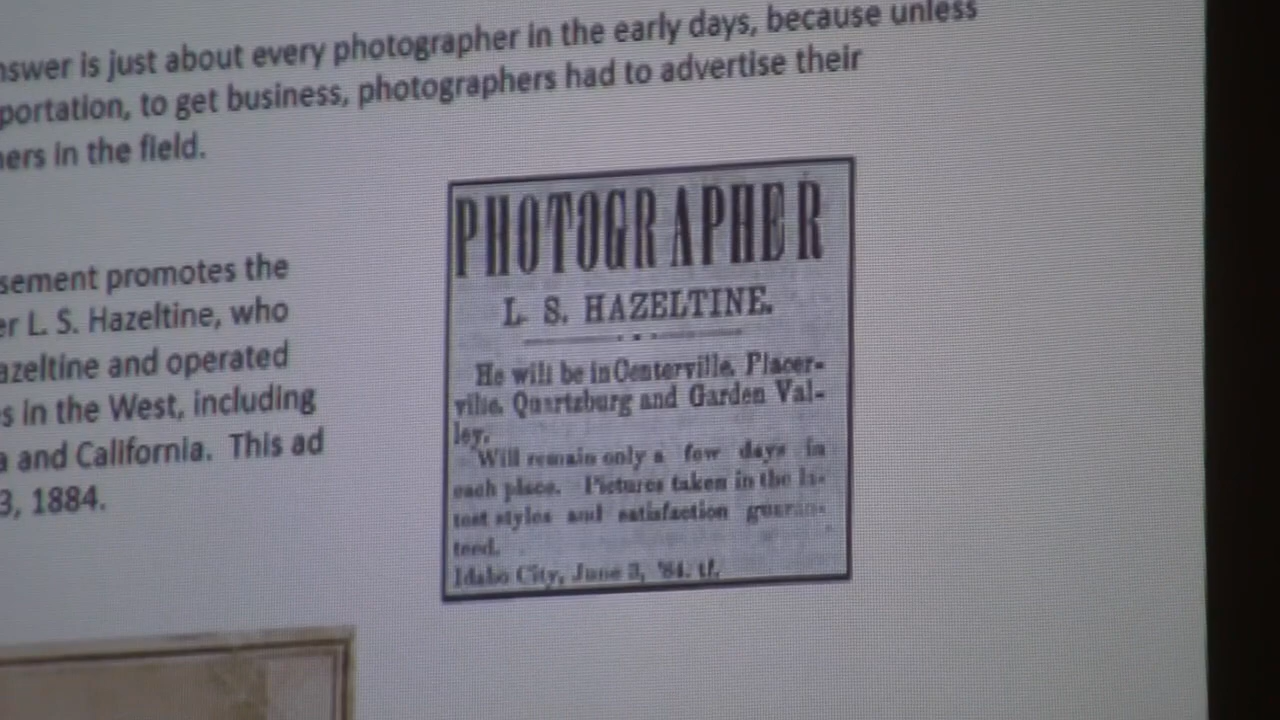 nswer is just about every photographer in the early days, because unless
portation, to get business, photographers had to advertise their
ners in the field.
sement promotes the
er L. S. Hazeltine, who
azeltine and operated
s in the West, including
a and California. This ad
3, 1884.
PHOTOGRAPHER
L. S. HAZELTINE.
He will be in Centerville, Placer-
ville, Quartzburg and Garden Val-
ley.
Will remain only a few days in
each place. Pictures taken in the la-
test styles and satisfaction guaran-
teed.
Idaho City, June 3, '84. tf.